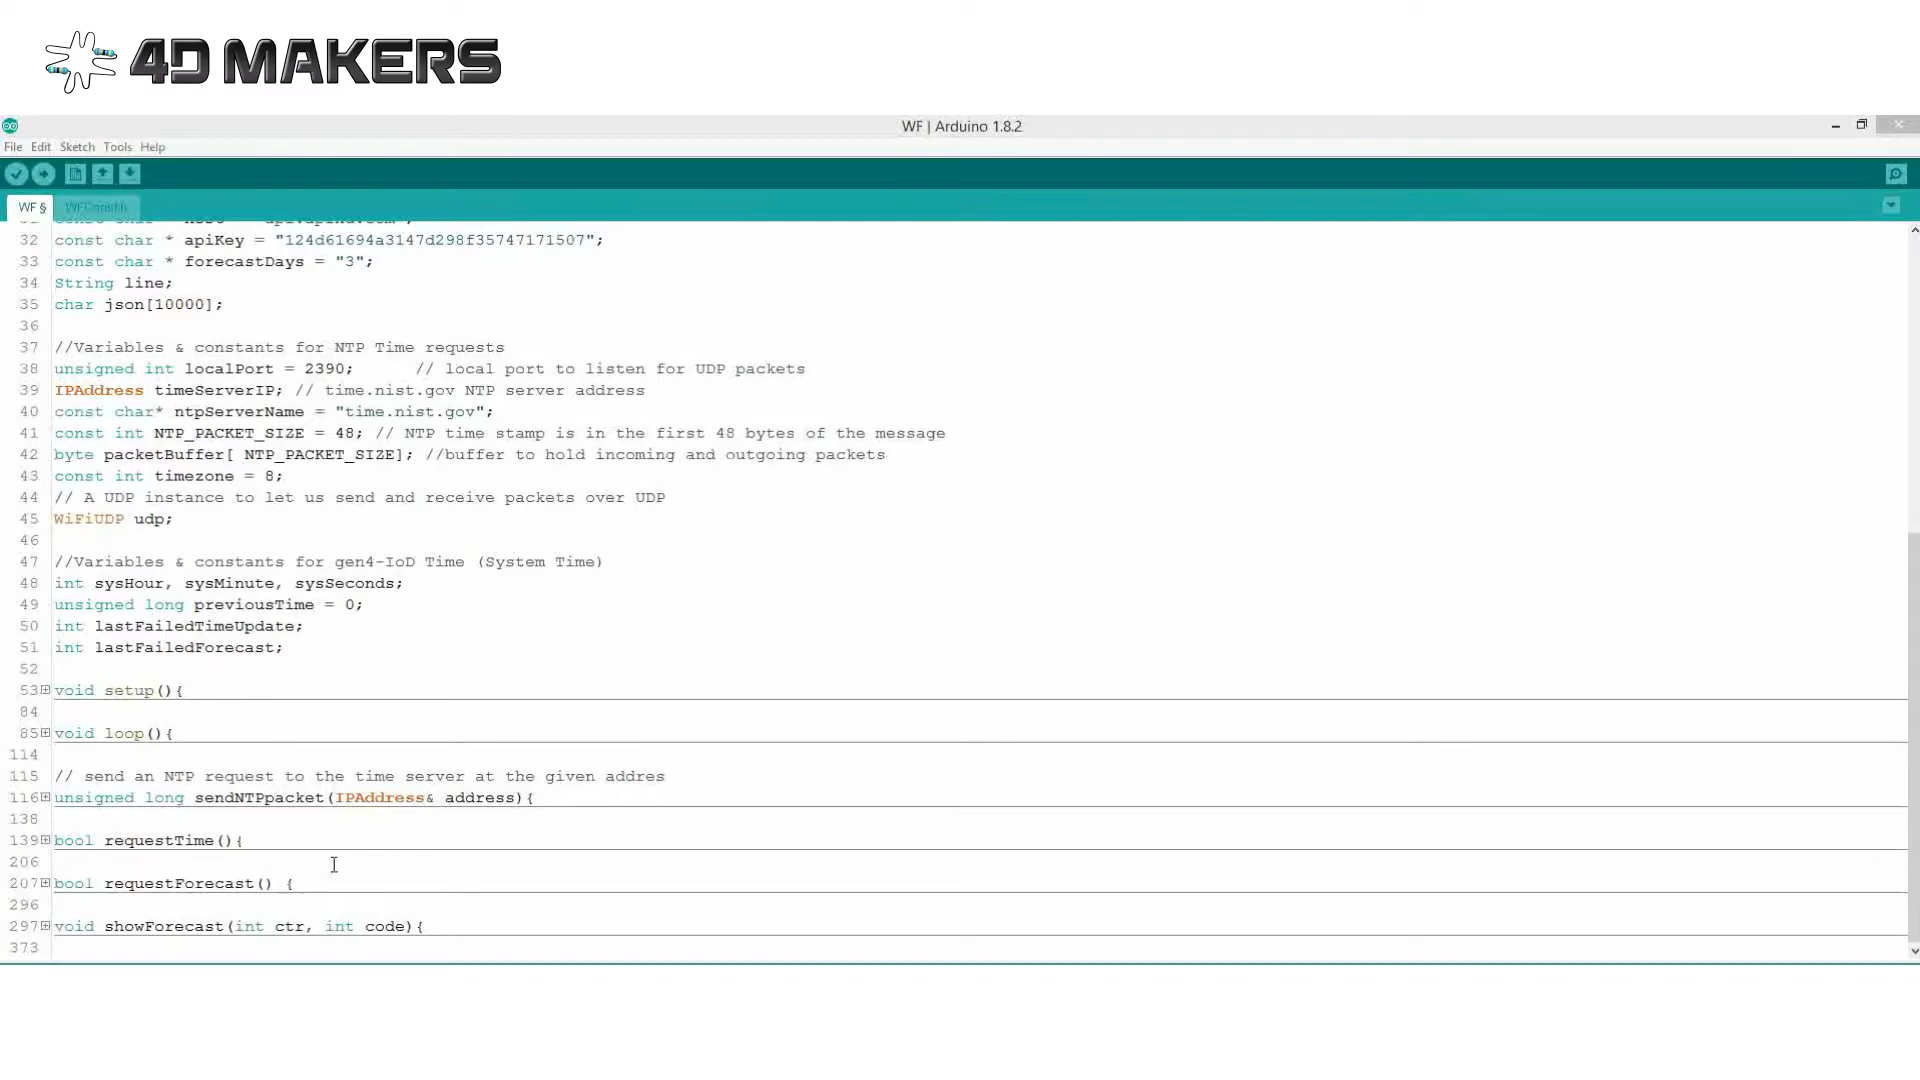 4D MAKERS
WF | Arduino 1.8.2
File Edit Sketch Tools Help
WF §
32 const char * apiKey = "124d61694a3147d298f35747171507";
33 const char * forecastDays = "3";
34 String line;
35 char json[10000];
36
37 //Variables & constants for NTP Time requests
38 unsigned int localPort = 2390; // local port to listen for UDP packets
39 IPAddress timeServerIP; // time.nist.gov NTP server address
40 const char* ntpServerName = "time.nist.gov";
41 const int NTP_PACKET_SIZE = 48; // NTP time stamp is in the first 48 bytes of the message
42 byte packetBuffer[ NTP_PACKET_SIZE]; //buffer to hold incoming and outgoing packets
43 const int timezone = 8;
44 // A UDP instance to let us send and receive packets over UDP
45 WiFiUDP udp;
46
47 //Variables & constants for gen4-IoD Time (System Time)
48 int sysHour, sysMinute, sysSeconds;
49 unsigned long previousTime = 0;
50 int lastFailedTimeUpdate;
51 int lastFailedForecast;
52
53 void setup(){
84
85 void loop(){
114
115 // send an NTP request to the time server at the given addres
116 unsigned long sendNTPpacket(IPAddress& address){
138
139 bool requestTime(){
206
207 bool requestForecast() {
296
297 void showForecast(int ctr, int code){
373